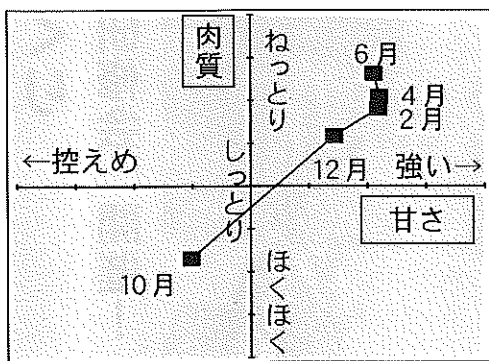 肉質
ねっとり
6月
4月
2月
しっとり
←控えめ
12月
強い→
甘さ
10月
ほくほく